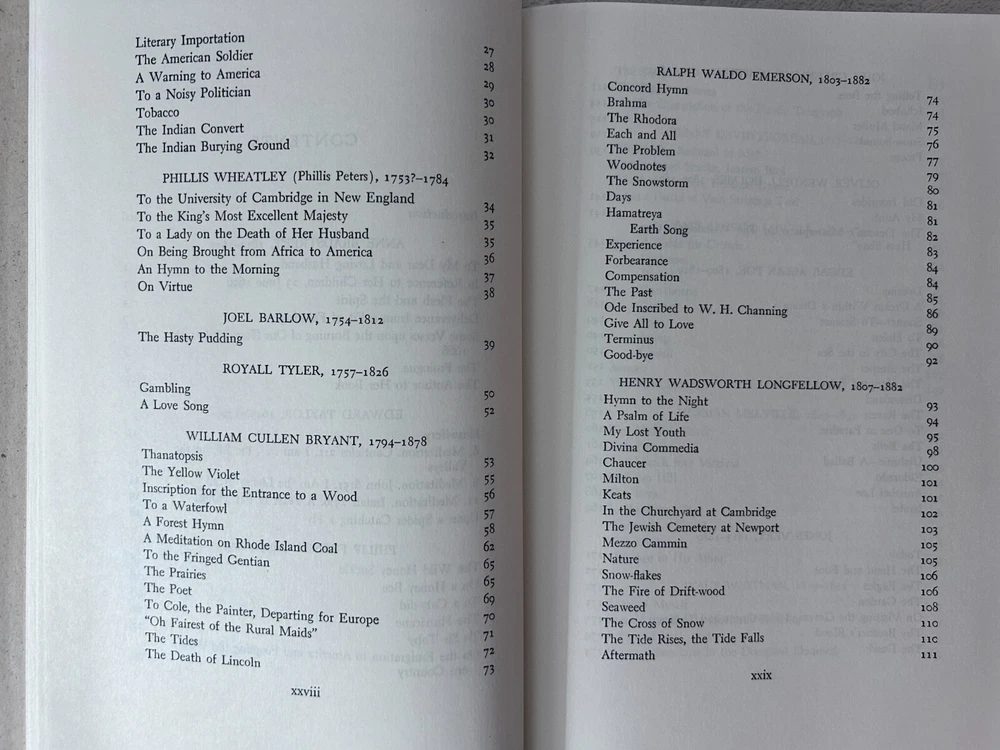 Literary Importation 27
The American Soldier 28
A Warning to America 29
To a Noisy Politician 30
Tobacco 30
The Indian Convert 31
The Indian Burying Ground 32
PHILLIS WHEATLEY (Phillis Peters), 1753?–1784
To the University of Cambridge in New England 34
To the King's Most Excellent Majesty 35
To a Lady on the Death of Her Husband 35
On Being Brought from Africa to America 36
An Hymn to the Morning 37
On Virtue 38
JOEL BARLOW, 1754–1812
The Hasty Pudding 39
ROYALL TYLER, 1757–1826
Gambling 50
A Love Song 52
WILLIAM CULLEN BRYANT, 1794–1878
Thanatopsis 53
The Yellow Violet 55
Inscription for the Entrance to a Wood 56
To a Waterfowl 57
A Forest Hymn 58
A Meditation on Rhode Island Coal 62
To the Fringed Gentian 65
The Prairies 65
The Poet 69
To Cole, the Painter, Departing for Europe 70
"Oh Fairest of the Rural Maids" 71
The Tides 72
The Death of Lincoln 73
xxviii
RALPH WALDO EMERSON, 1803–1882
Concord Hymn 74
Brahma 74
The Rhodora 75
Each and All 76
The Problem 77
Woodnotes 79
The Snowstorm 80
Days 81
Hamatreya 81
Earth Song 82
Experience 83
Forbearance 84
Compensation 84
The Past 85
Ode Inscribed to W. H. Channing 86
Give All to Love 89
Terminus 90
Good-bye 92
HENRY WADSWORTH LONGFELLOW, 1807–1882
Hymn to the Night 93
A Psalm of Life 94
My Lost Youth 95
Divina Commedia 98
Chaucer 100
Milton 101
Keats 101
In the Churchyard at Cambridge 102
The Jewish Cemetery at Newport 103
Mezzo Cammin 105
Nature 105
Snow-flakes 106
The Fire of Drift-wood 106
Seaweed 108
The Cross of Snow 110
The Tide Rises, the Tide Falls 11c
Aftermath 111
xxix